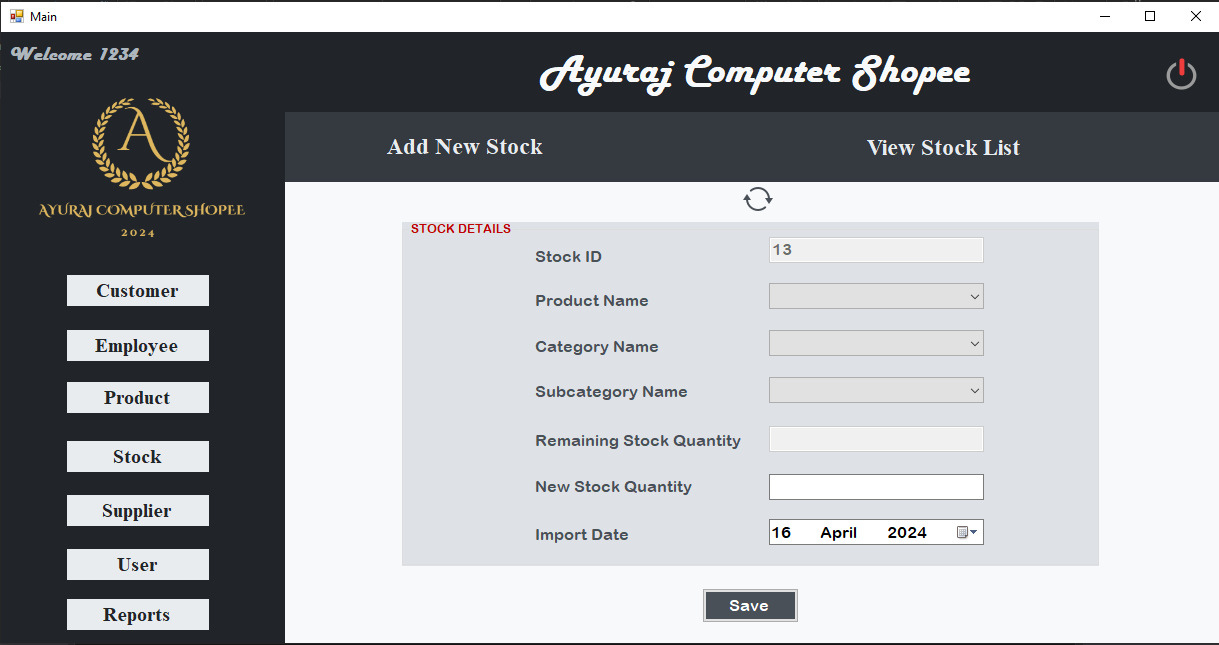 Main
Welcome 1234
Ayuraj Computer Shopee
A
AYURAJ COMPUTER SHOPEE
2024
Add New Stock
View Stock List
Customer
Employee
Product
Stock
Supplier
User
Reports
STOCK DETAILS
Stock ID 13
Product Name
Category Name
Subcategory Name
Remaining Stock Quantity
New Stock Quantity
Import Date 16 April 2024
Save